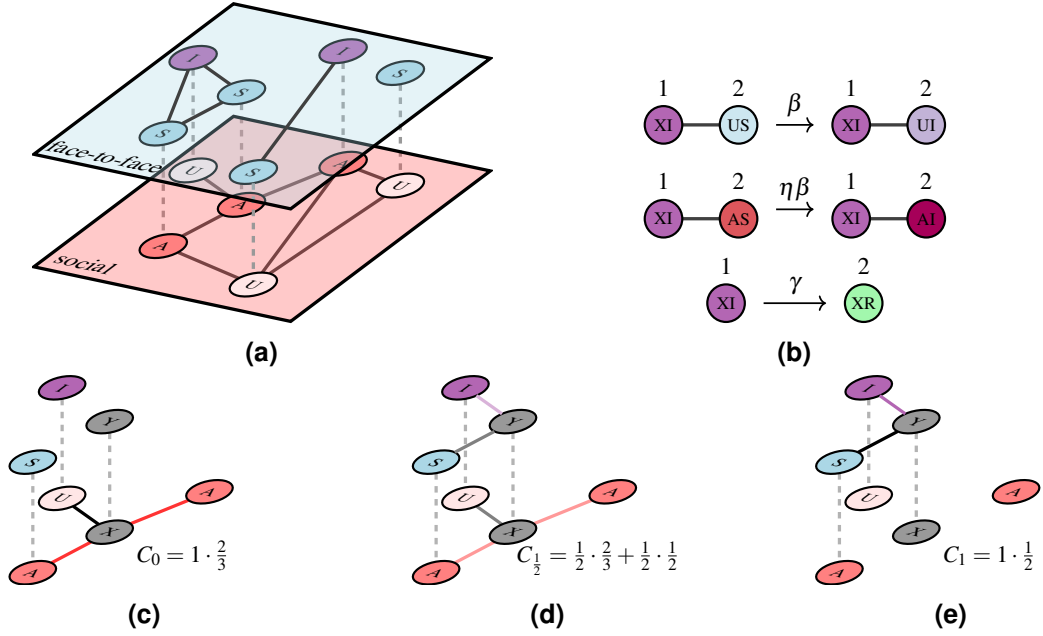 I
I
S
S
S
face-to-face
U
S
A
U
A
A
U
social
(a)
1 2 1 2
XI US β XI UI
1 2 1 2
XI AS ηβ XI AI
1 2
XI γ XR
(b)
I
Y
S
U
A
X
A
C₀ = 1 · 2/3
(c)
I
Y
S
U
A
X
A
C_{1/2} = 1/2 · 2/3 + 1/2 · 1/2
(d)
I
Y
S
U
A
X
A
C₁ = 1 · 1/2
(e)